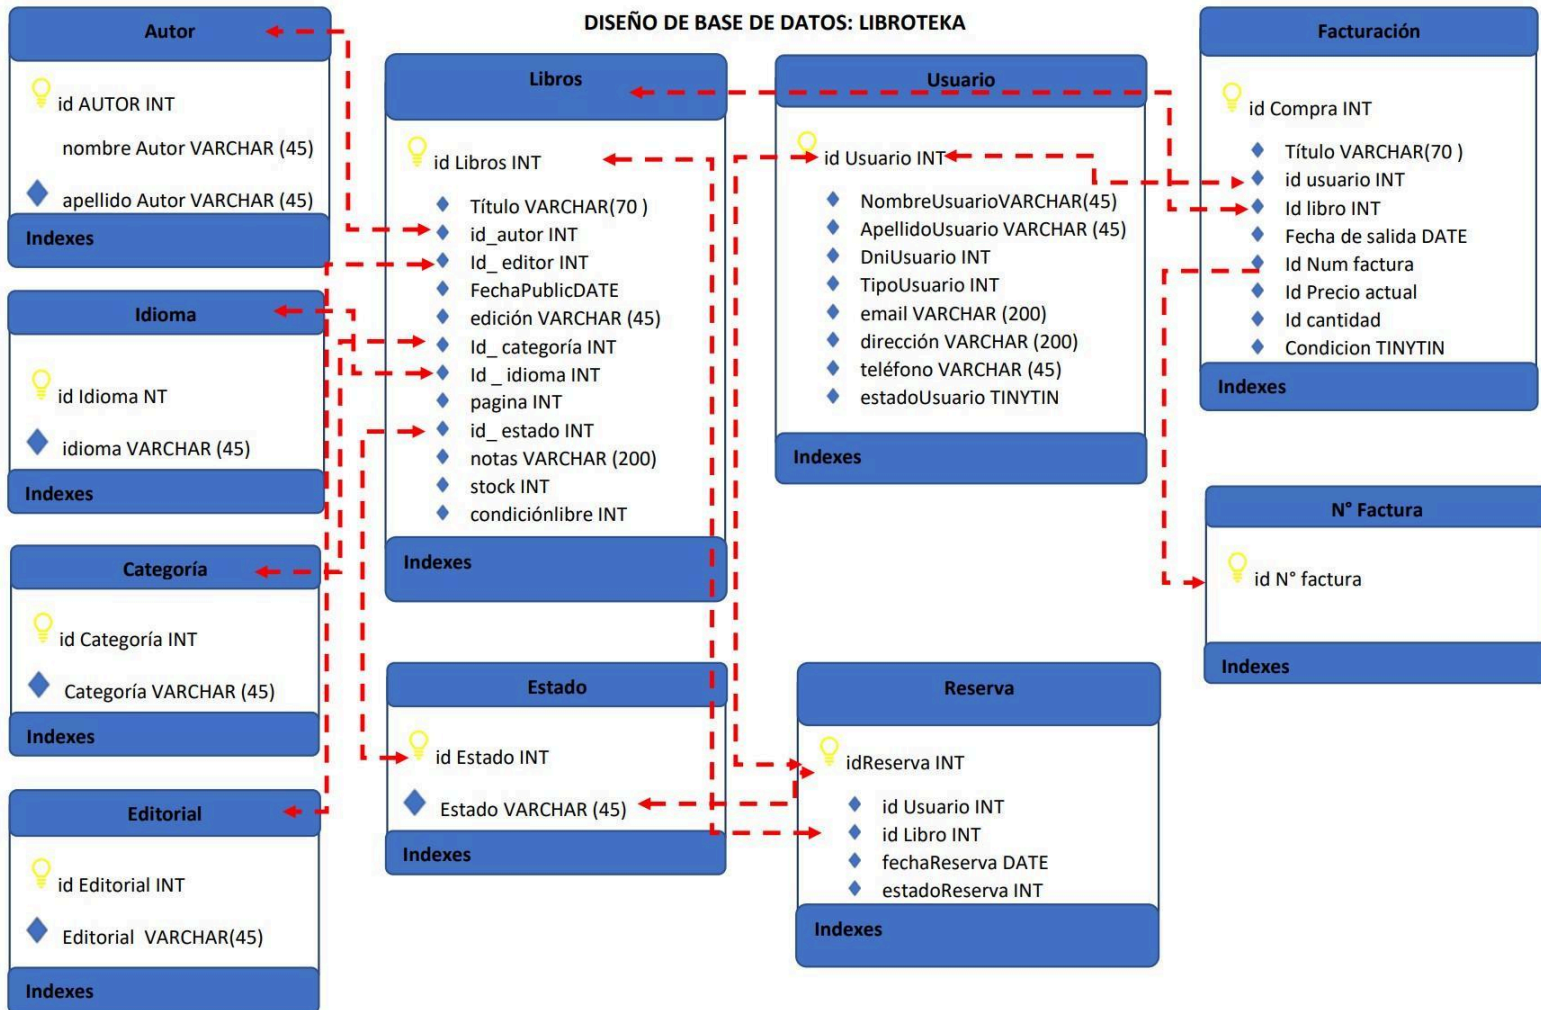 DISEÑO DE BASE DE DATOS: LIBROTEKA
Autor
id AUTOR INT
nombre Autor VARCHAR (45)
apellido Autor VARCHAR (45)
Indexes
Idioma
id Idioma NT
idioma VARCHAR (45)
Indexes
Categoría
id Categoría INT
Categoría VARCHAR (45)
Indexes
Editorial
id Editorial INT
Editorial VARCHAR(45)
Indexes
Libros
id Libros INT
Título VARCHAR(70 )
id_autor INT
Id_ editor INT
FechaPublicDATE
edición VARCHAR (45)
Id_ categoría INT
Id _ idioma INT
pagina INT
id_ estado INT
notas VARCHAR (200)
stock INT
condiciónlibre INT
Indexes
Estado
id Estado INT
Estado VARCHAR (45)
Indexes
Usuario
id Usuario INT
NombreUsuarioVARCHAR(45)
ApellidoUsuario VARCHAR (45)
DniUsuario INT
TipoUsuario INT
email VARCHAR (200)
dirección VARCHAR (200)
teléfono VARCHAR (45)
estadoUsuario TINYTIN
Indexes
Reserva
idReserva INT
id Usuario INT
id Libro INT
fechaReserva DATE
estadoReserva INT
Indexes
Facturación
id Compra INT
Título VARCHAR(70 )
id usuario INT
Id libro INT
Fecha de salida DATE
Id Num factura
Id Precio actual
Id cantidad
Condicion TINYTIN
Indexes
N° Factura
id N° factura
Indexes